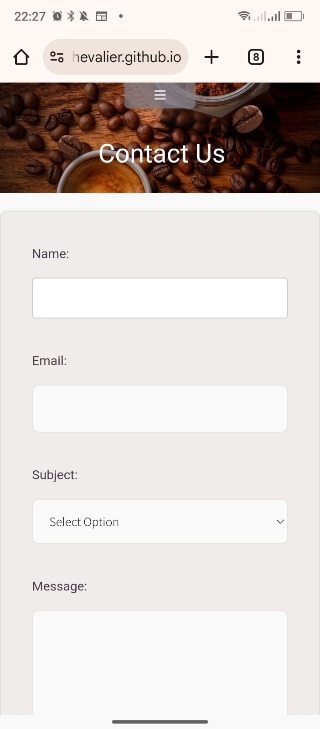 22:27
hevalier.github.io
8
Contact Us
Name:
Email:
Subject:
Select Option
Message: